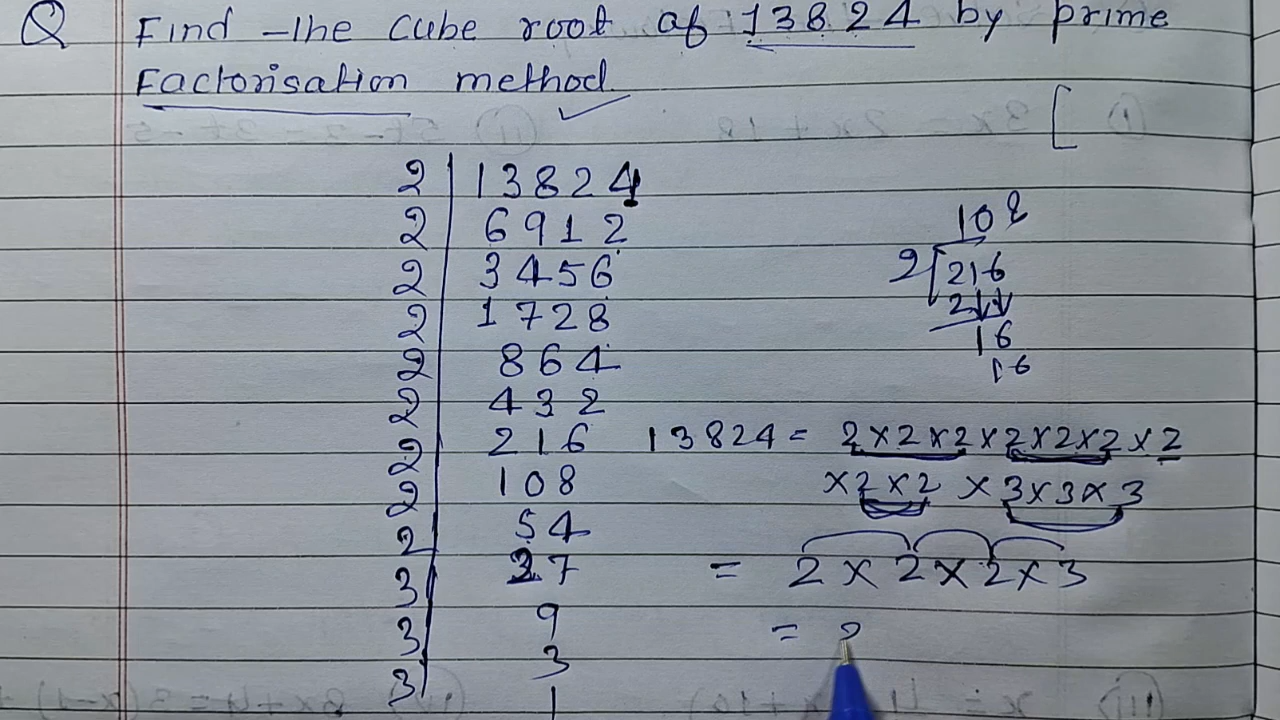 Q Find the Cube root of 13824 by prime
Factorisation method
2 | 13824
2 | 6912
2 | 3456
2 | 1728
2 | 864
2 | 432
2 | 216
2 | 108
2 | 54
3 | 27
3 | 9
3 | 3
1
108
2 216
2
16
16
13824 = 2×2×2×2×2×2×2
×2×2 ×3×3×3
= 2×2×2×3
=